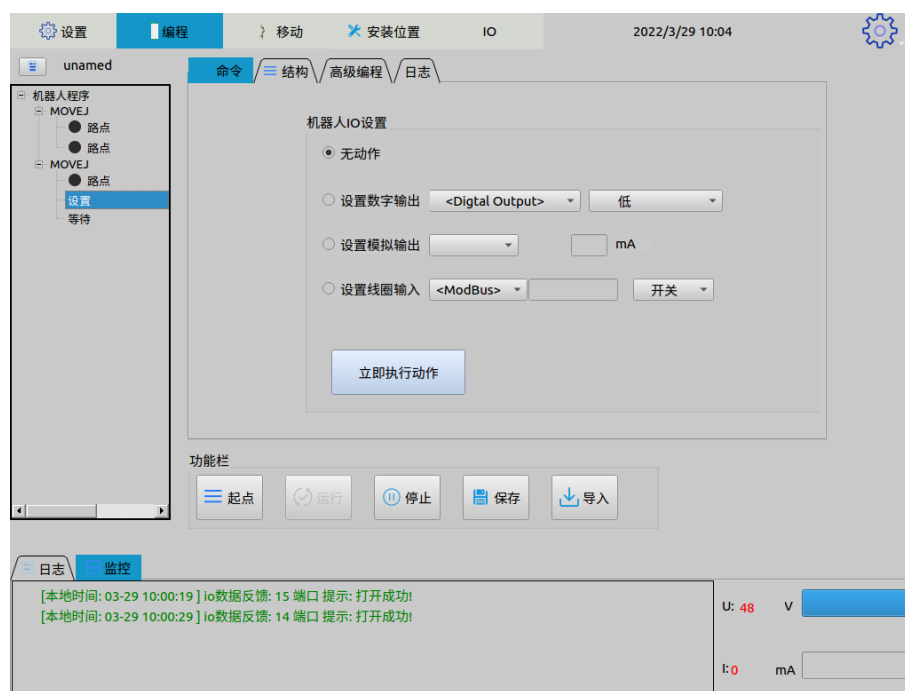 设置 编程 移动 安装位置 IO 2022/3/29 10:04
unamed 命令 结构 高级编程 日志
机器人程序
MOVEJ
路点
路点
MOVEJ
路点
设置
等待
机器人IO设置
无动作
设置数字输出 <Digtal Output> 低
设置模拟输出 mA
设置线圈输入 <ModBus> 开关
立即执行动作
功能栏
起点 运行 停止 保存 导入
日志 监控
[本地时间: 03-29 10:00:19 ] io数据反馈: 15 端口 提示: 打开成功!
[本地时间: 03-29 10:00:29 ] io数据反馈: 14 端口 提示: 打开成功!
U: 48 V
I: 0 mA